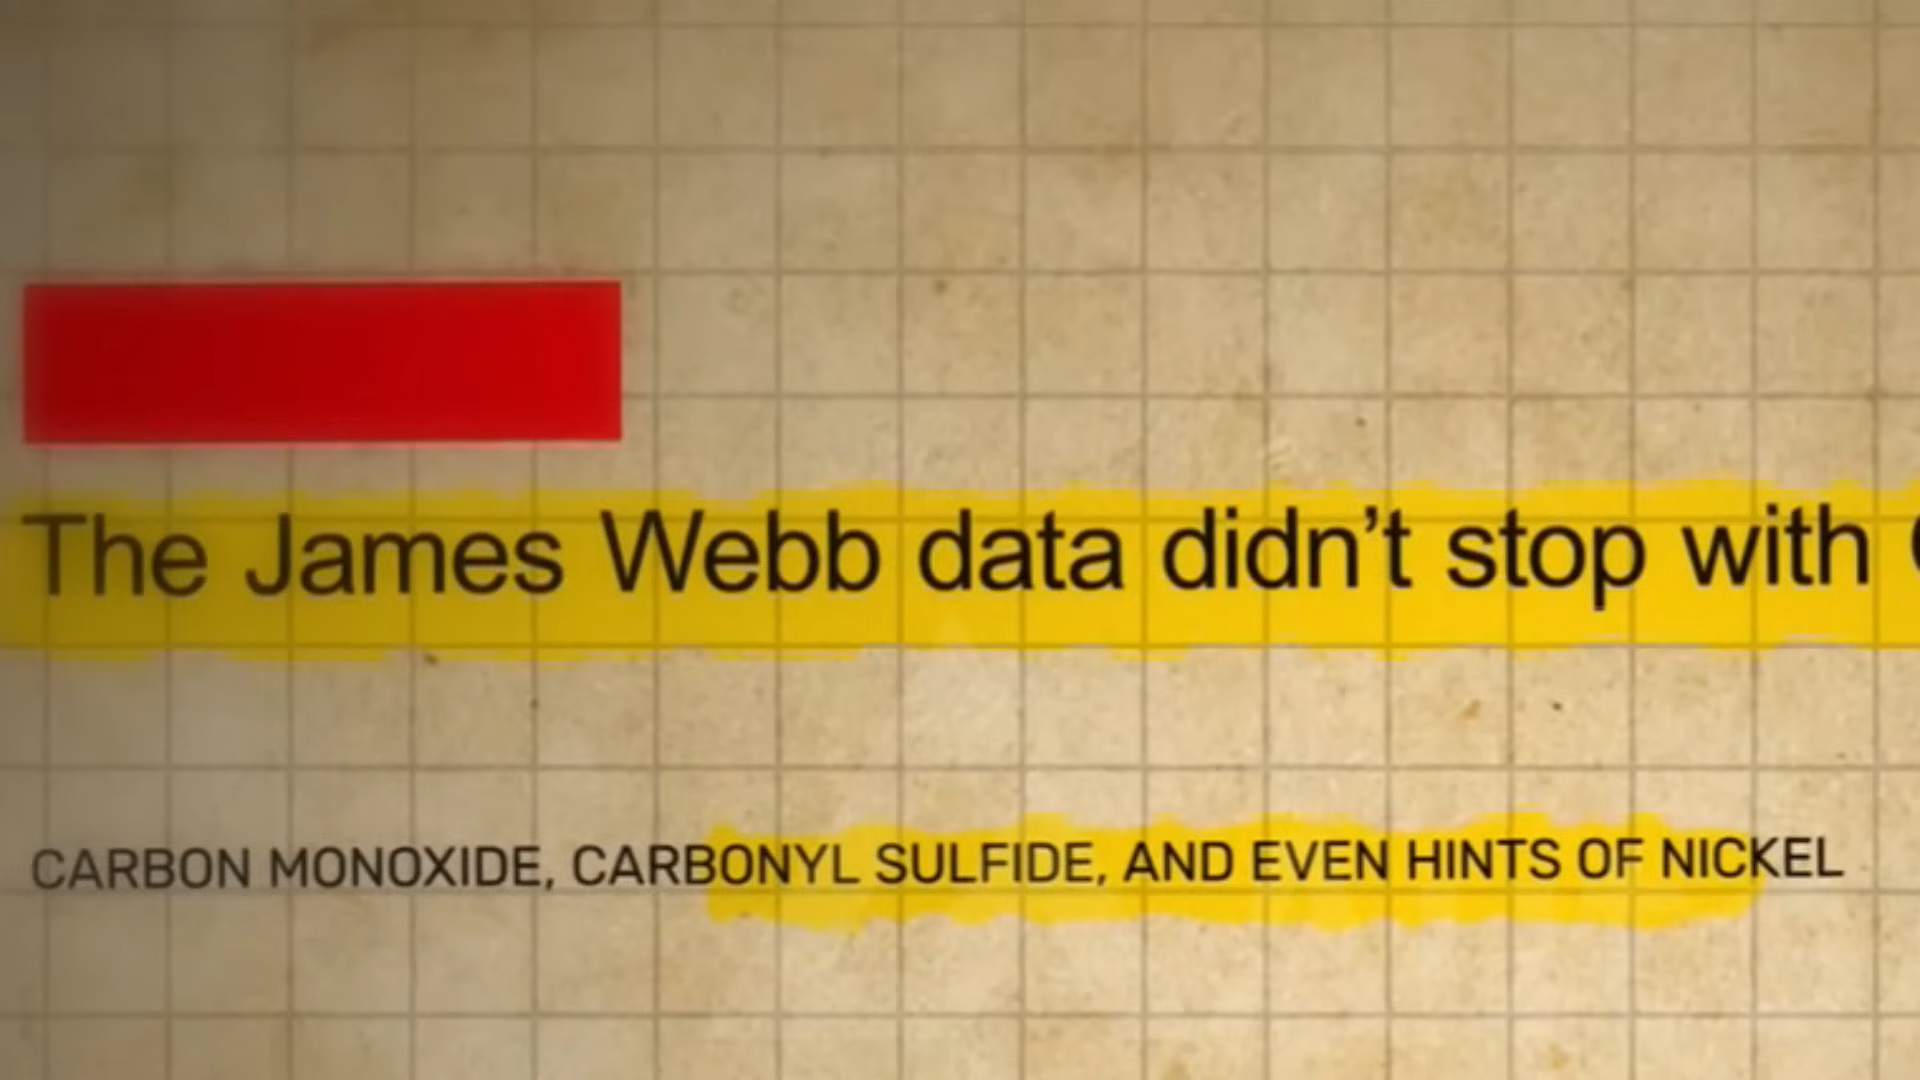 The James Webb data didn’t stop with
CARBON MONOXIDE, CARBONYL SULFIDE, AND EVEN HINTS OF NICKEL